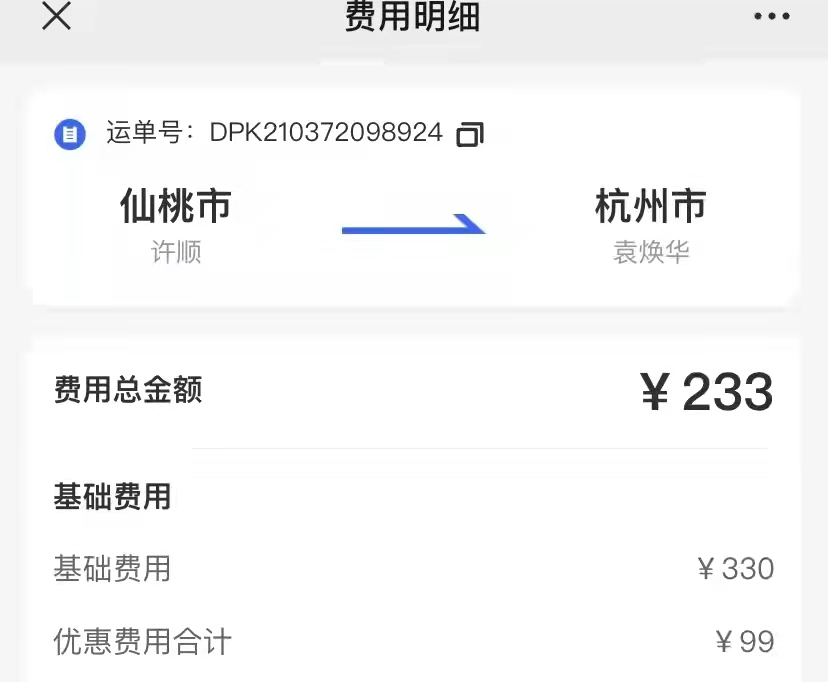 费用明细
运单号：DPK210372098924
仙桃市 杭州市
许顺 袁焕华
费用总金额 ¥233
基础费用
基础费用 ¥330
优惠费用合计 ¥99